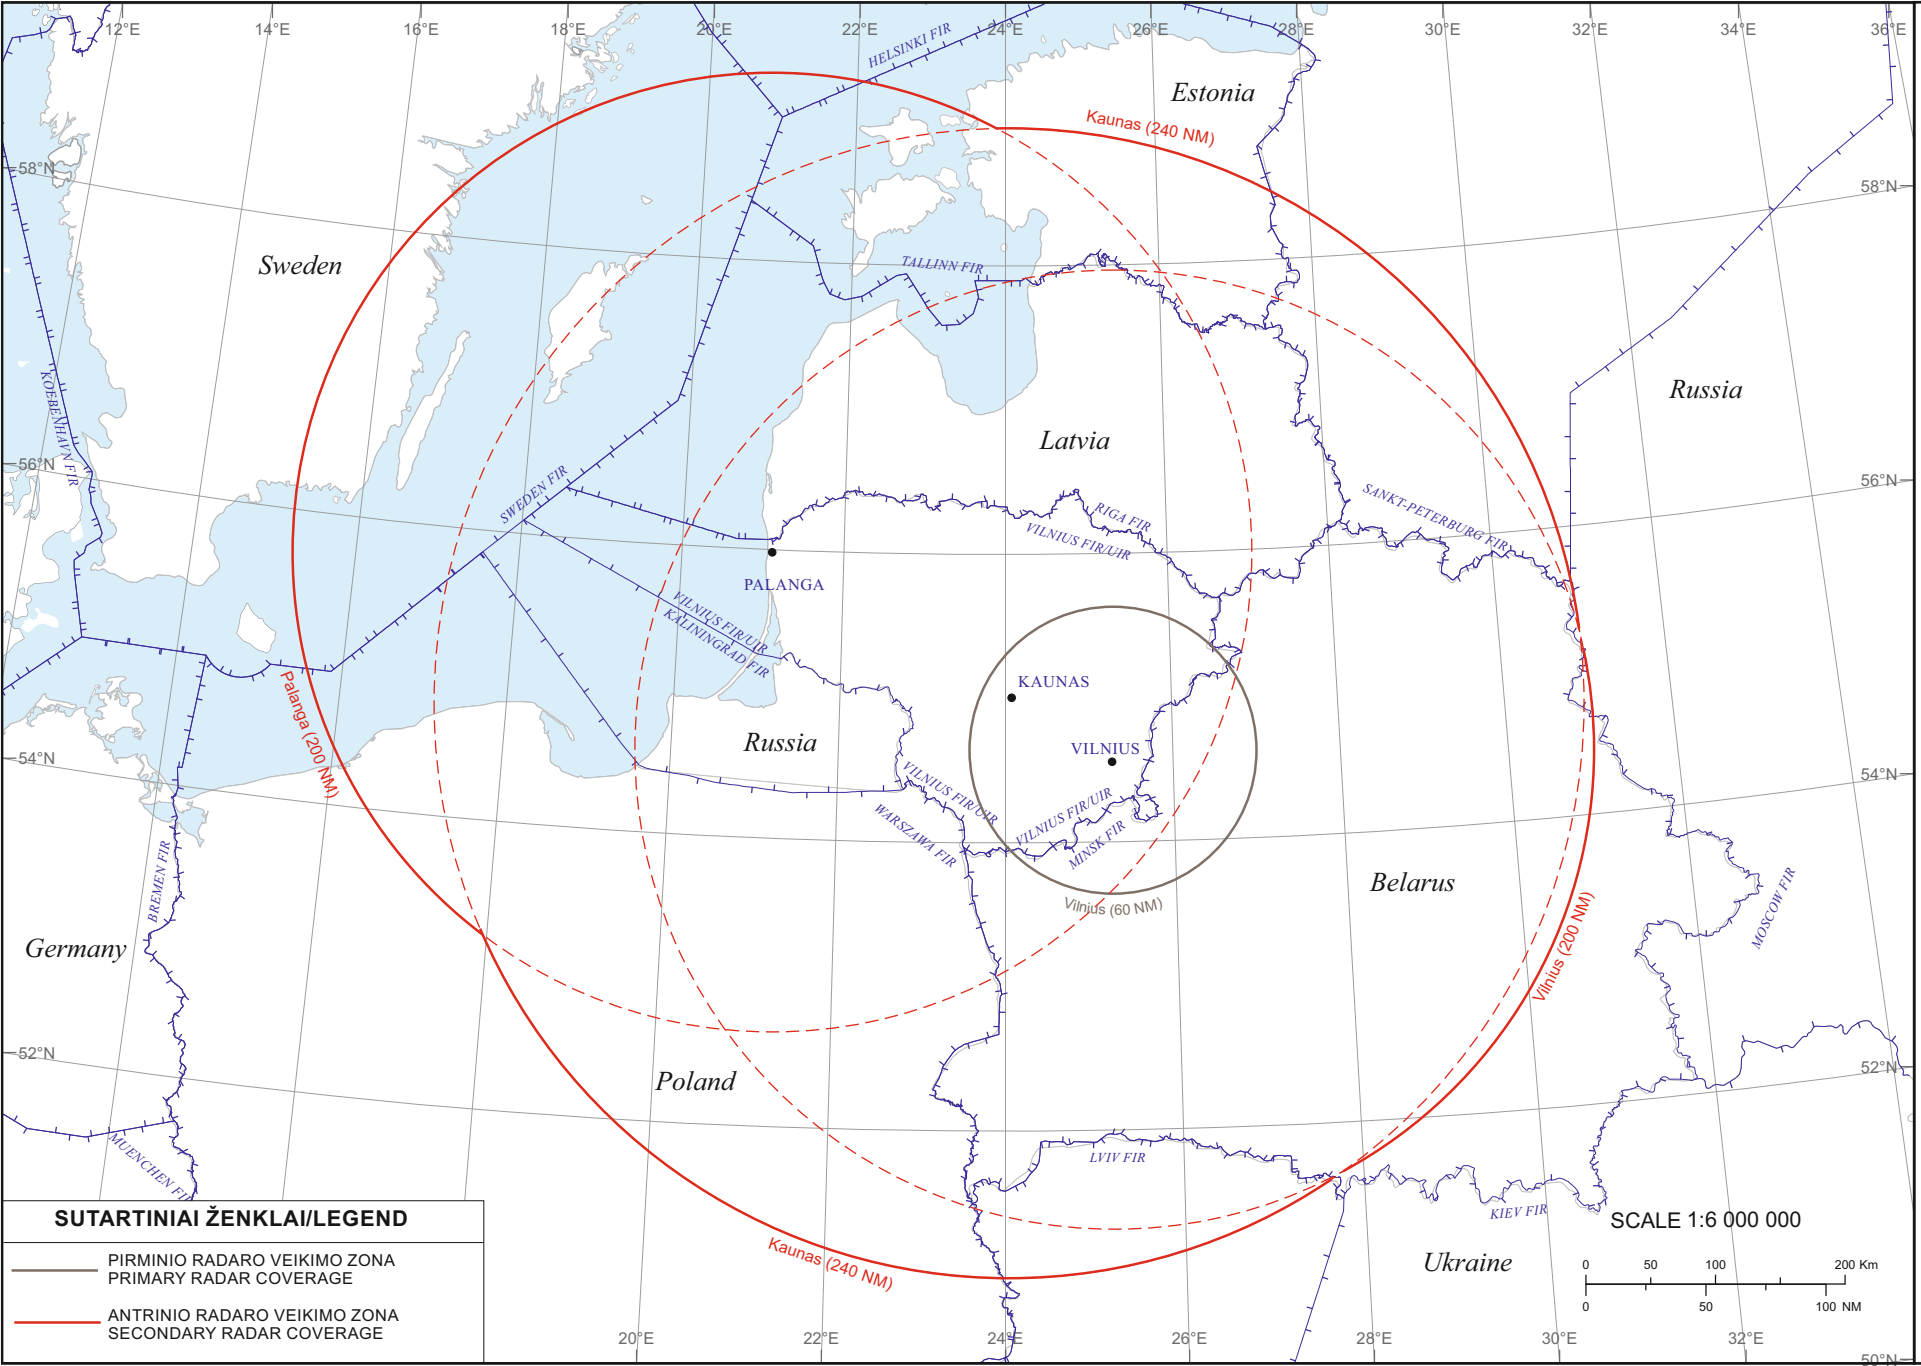 12°E
14°E
16°E
18°E
20°E
22°E
24°E
26°E
28°E
30°E
32°E
34°E
36°E
HELSINKI FIR
Estonia
Kaunas (240 NM)
58°N
58°N
Sweden
TALLINN FIR
KOEBENHAVN FIR
Russia
Latvia
56°N
56°N
SWEDEN FIR
SANKT-PETERBURG FIR
RIGA FIR
VILNIUS FIR/UIR
PALANGA
VILNIUS FIR/UIR
KALININGRAD FIR
KAUNAS
Palanga (200 NM)
Russia
VILNIUS
54°N
54°N
VILNIUS FIR/UIR
WARSZAWA FIR
VILNIUS FIR/UIR
MINSK FIR
BREMEN FIR
Belarus
Vilnius (60 NM)
MOSCOW FIR
Germany
Vilnius (200 NM)
52°N
52°N
Poland
MUENCHEN FIR
LVIV FIR
KIEV FIR
Kaunas (240 NM)
Ukraine
SUTARTINIAI ŽENKLAI/LEGEND
PIRMINIO RADARO VEIKIMO ZONA
PRIMARY RADAR COVERAGE
ANTRINIO RADARO VEIKIMO ZONA
SECONDARY RADAR COVERAGE
SCALE 1:6 000 000
0 50 100 200 Km
0 50 100 NM
20°E
22°E
24°E
26°E
28°E
30°E
32°E
50°N